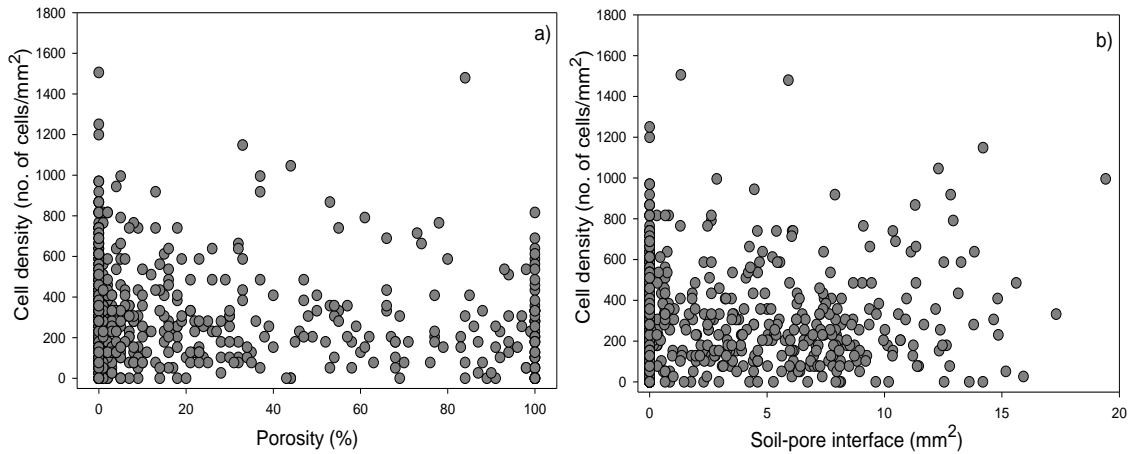 a)
Cell density (no. of cells/mm²)
1800
1600
1400
1200
1000
800
600
400
200
0
0 20 40 60 80 100
Porosity (%)
b)
Cell density (no. of cells/mm²)
1800
1600
1400
1200
1000
800
600
400
200
0
0 5 10 15 20
Soil-pore interface (mm²)